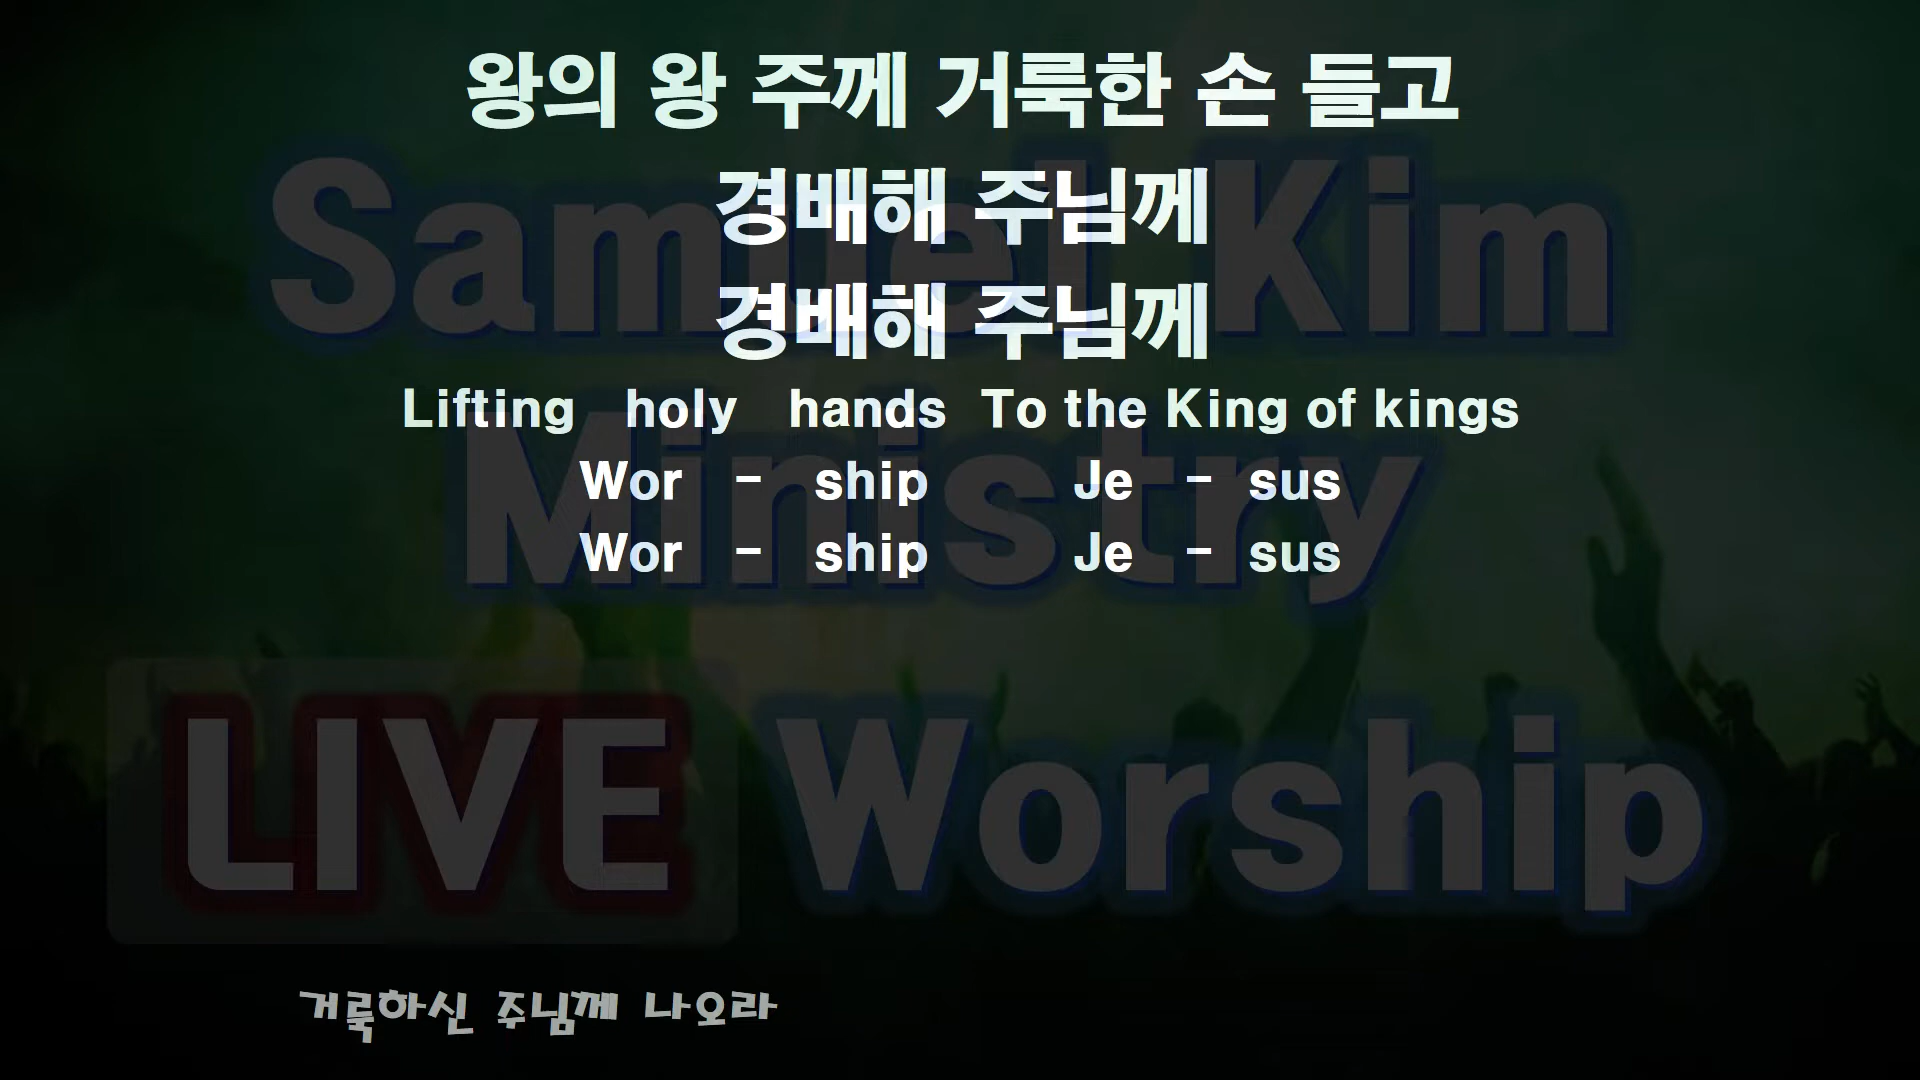 왕의 왕 주께 거룩한 손 들고
경배해 주님께
경배해 주님께
Lifting holy hands To the King of kings
Wor - ship Je - sus
Wor - ship Je - sus
Samuel Kim
Ministry
LIVE Worship
거룩하신 주님께 나오라